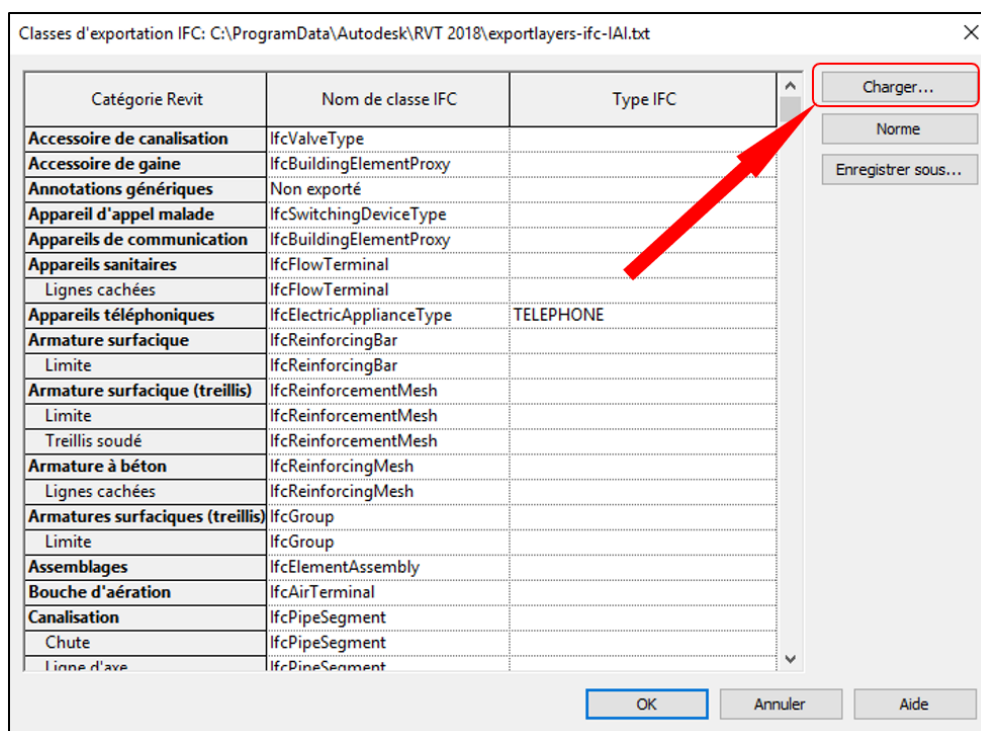 Classes d'exportation IFC: C:\ProgramData\Autodesk\RVT 2018\exportlayers-ifc-IAI.txt
Catégorie Revit Nom de classe IFC Type IFC
Charger...
Norme
Enregistrer sous...
Accessoire de canalisation IfcValveType
Accessoire de gaine IfcBuildingElementProxy
Annotations génériques Non exporté
Appareil d'appel malade IfcSwitchingDeviceType
Appareils de communication IfcBuildingElementProxy
Appareils sanitaires IfcFlowTerminal
Lignes cachées IfcFlowTerminal
Appareils téléphoniques IfcElectricApplianceType TELEPHONE
Armature surfacique IfcReinforcingBar
Limite IfcReinforcingBar
Armature surfacique (treillis) IfcReinforcementMesh
Limite IfcReinforcementMesh
Treillis soudé IfcReinforcementMesh
Armature à béton IfcReinforcingMesh
Lignes cachées IfcReinforcingMesh
Armatures surfaciques (treillis) IfcGroup
Limite IfcGroup
Assemblages IfcElementAssembly
Bouche d'aération IfcAirTerminal
Canalisation IfcPipeSegment
Chute IfcPipeSegment
Ligne d'axe IfcPipeSegment
OK Annuler Aide